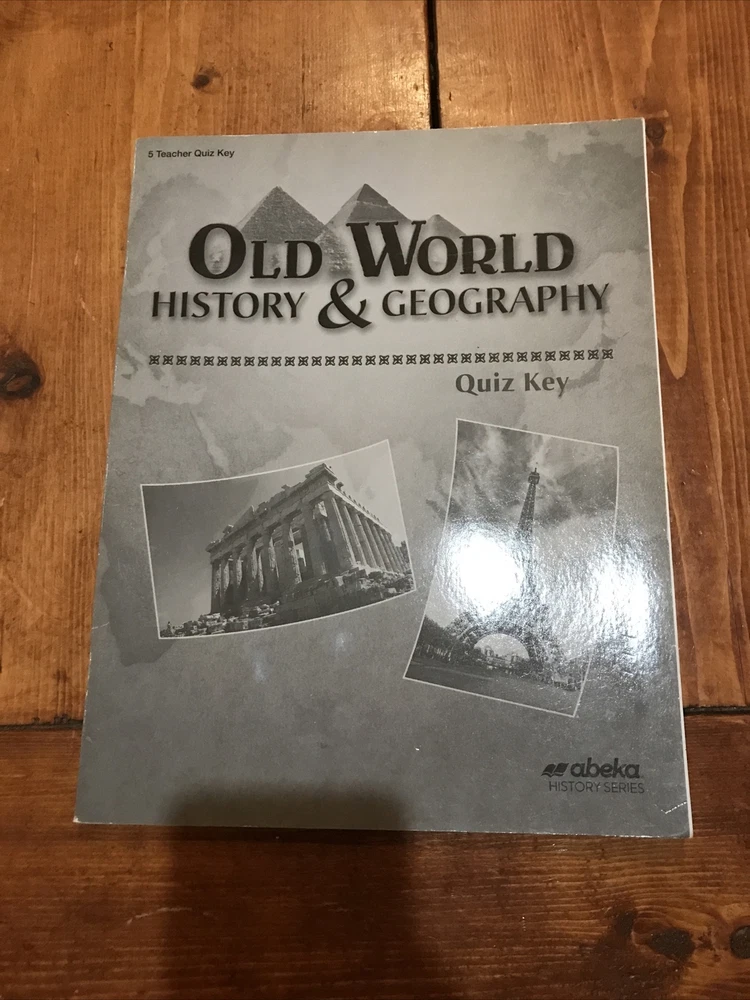 5 Teacher Quiz Key
OLD WORLD
HISTORY & GEOGRAPHY
Quiz Key
abeka
HISTORY SERIES